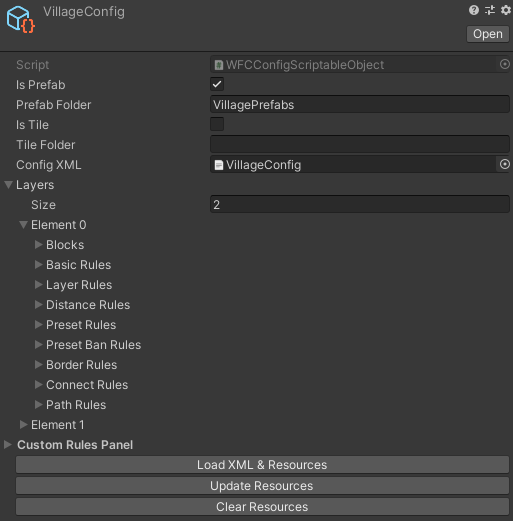 VillageConfig
Open
Script WFCConfigScriptableObject
Is Prefab
Prefab Folder VillagePrefabs
Is Tile
Tile Folder
Config XML VillageConfig
Layers
Size 2
Element 0
Blocks
Basic Rules
Layer Rules
Distance Rules
Preset Rules
Preset Ban Rules
Border Rules
Connect Rules
Path Rules
Element 1
Custom Rules Panel
Load XML & Resources
Update Resources
Clear Resources